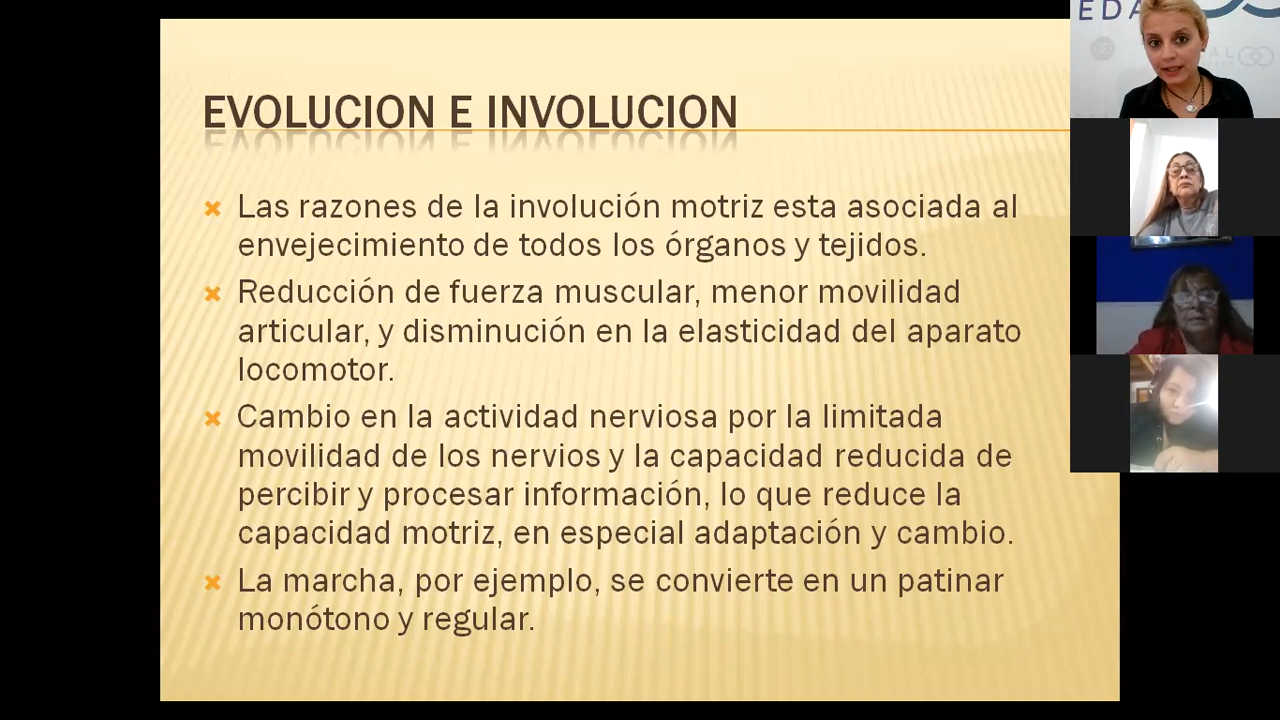 EVOLUCION E INVOLUCION
Las razones de la involución motriz esta asociada al
envejecimiento de todos los órganos y tejidos.
Reducción de fuerza muscular, menor movilidad
articular, y disminución en la elasticidad del aparato
locomotor.
Cambio en la actividad nerviosa por la limitada
movilidad de los nervios y la capacidad reducida de
percibir y procesar información, lo que reduce la
capacidad motriz, en especial adaptación y cambio.
La marcha, por ejemplo, se convierte en un patinar
monótono y regular.